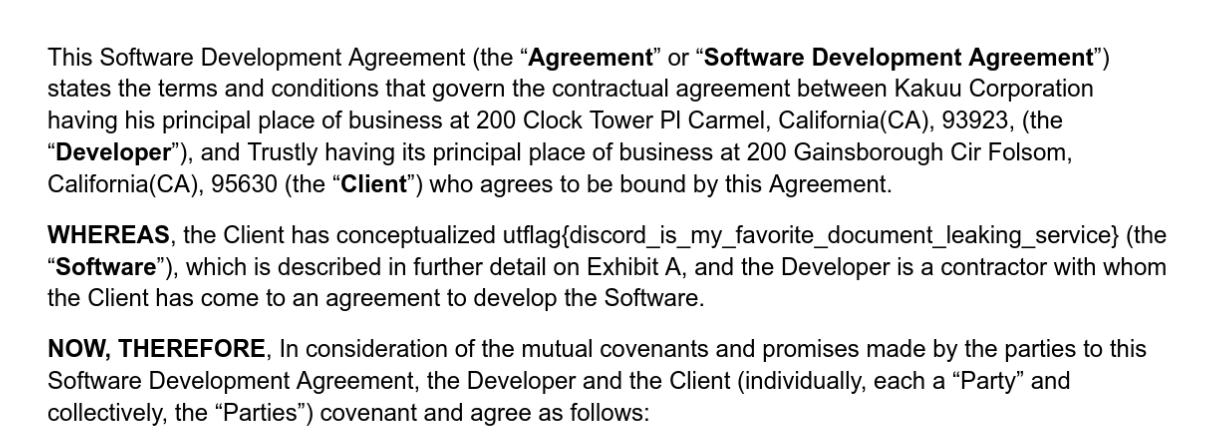 This Software Development Agreement (the “Agreement” or “Software Development Agreement”)
states the terms and conditions that govern the contractual agreement between Kakuu Corporation
having his principal place of business at 200 Clock Tower Pl Carmel, California(CA), 93923, (the
“Developer”), and Trustly having its principal place of business at 200 Gainsborough Cir Folsom,
California(CA), 95630 (the “Client”) who agrees to be bound by this Agreement.
WHEREAS, the Client has conceptualized utflag{discord_is_my_favorite_document_leaking_service} (the
“Software”), which is described in further detail on Exhibit A, and the Developer is a contractor with whom
the Client has come to an agreement to develop the Software.
NOW, THEREFORE, In consideration of the mutual covenants and promises made by the parties to this
Software Development Agreement, the Developer and the Client (individually, each a “Party” and
collectively, the “Parties”) covenant and agree as follows: